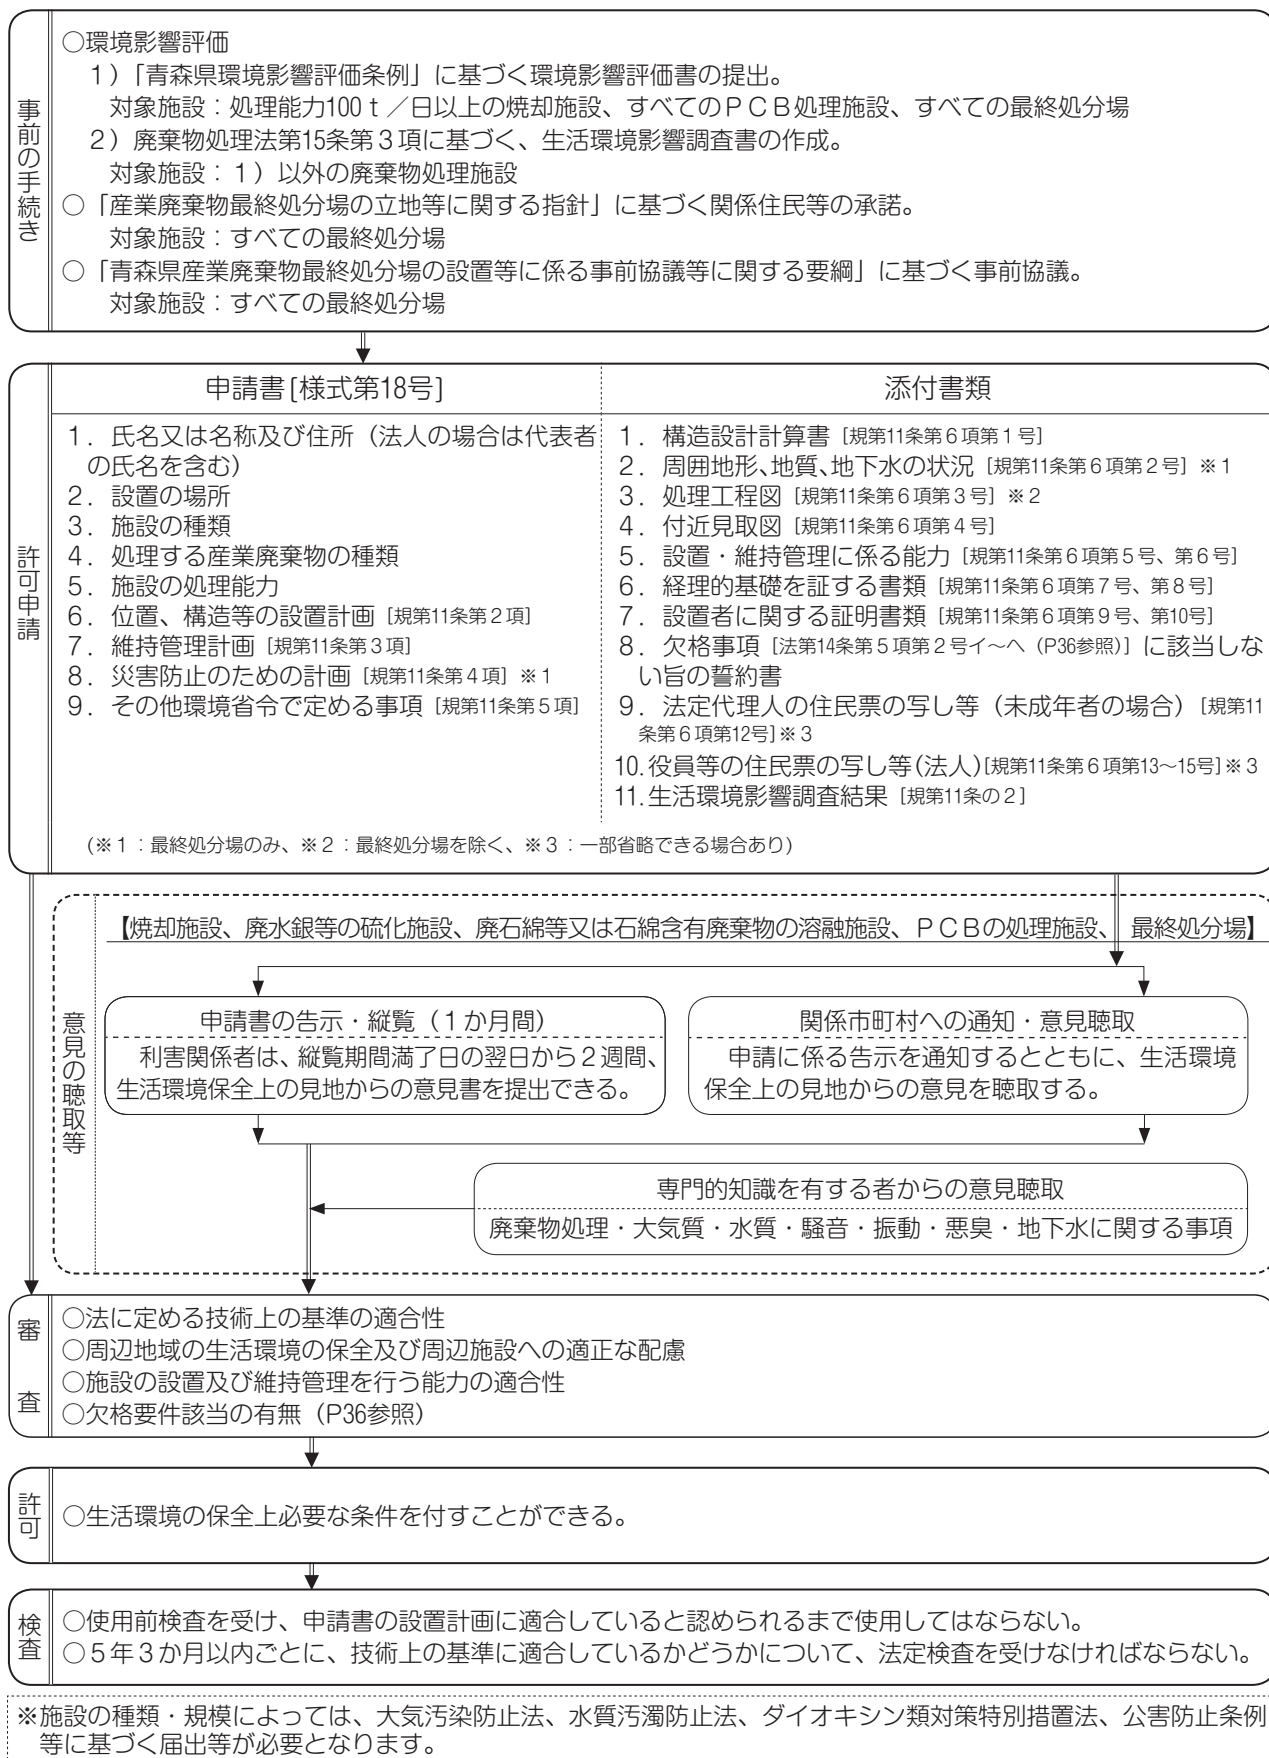 事前の手続き
○環境影響評価
1）「青森県環境影響評価条例」に基づく環境影響評価書の提出。
対象施設：処理能力100ｔ／日以上の焼却施設、すべてのＰＣＢ処理施設、すべての最終処分場
2）廃棄物処理法第15条第３項に基づく、生活環境影響調査書の作成。
対象施設：１）以外の廃棄物処理施設
○「産業廃棄物最終処分場の立地等に関する指針」に基づく関係住民等の承諾。
対象施設：すべての最終処分場
○「青森県産業廃棄物最終処分場の設置等に係る事前協議等に関する要綱」に基づく事前協議。
対象施設：すべての最終処分場
許可申請
申請書[様式第18号]
1．氏名又は名称及び住所（法人の場合は代表者
の氏名を含む）
2．設置の場所
3．施設の種類
4．処理する産業廃棄物の種類
5．施設の処理能力
6．位置、構造等の設置計画［規第11条第２項］
7．維持管理計画［規第11条第３項］
8．災害防止のための計画［規第11条第４項］※１
9．その他環境省令で定める事項［規第11条第５項］
添付書類
1．構造設計計算書［規第11条第６項第１号］
2．周囲地形、地質、地下水の状況［規第11条第６項第２号］※１
3．処理工程図［規第11条第６項第３号］※２
4．付近見取図［規第11条第６項第４号］
5．設置・維持管理に係る能力［規第11条第６項第５号、第６号］
6．経理的基礎を証する書類［規第11条第６項第７号、第８号］
7．設置者に関する証明書類［規第11条第６項第９号、第10号］
8．欠格事項［法第14条第５項第２号イ～ヘ（P36参照）］に該当しな
い旨の誓約書
9．法定代理人の住民票の写し等（未成年者の場合）［規第11
条第６項第12号］※３
10.役員等の住民票の写し等(法人)［規第11条第６項第13～15号］※３
11.生活環境影響調査結果［規第11条の２］
(※１：最終処分場のみ、※２：最終処分場を除く、※３：一部省略できる場合あり)
意見の聴取等
【焼却施設、廃水銀等の硫化施設、廃石綿等又は石綿含有廃棄物の溶融施設、ＰＣＢの処理施設、最終処分場】
申請書の告示・縦覧（１か月間）
利害関係者は、縦覧期間満了日の翌日から２週間、
生活環境保全上の見地からの意見書を提出できる。
関係市町村への通知・意見聴取
申請に係る告示を通知するとともに、生活環境
保全上の見地からの意見を聴取する。
専門的知識を有する者からの意見聴取
廃棄物処理・大気質・水質・騒音・振動・悪臭・地下水に関する事項
審査
○法に定める技術上の基準の適合性
○周辺地域の生活環境の保全及び周辺施設への適正な配慮
○施設の設置及び維持管理を行う能力の適合性
○欠格要件該当の有無（P36参照）
許可
○生活環境の保全上必要な条件を付すことができる。
検査
○使用前検査を受け、申請書の設置計画に適合していると認められるまで使用してはならない。
○５年３か月以内ごとに、技術上の基準に適合しているかどうかについて、法定検査を受けなければならない。
※施設の種類・規模によっては、大気汚染防止法、水質汚濁防止法、ダイオキシン類対策特別措置法、公害防止条例
等に基づく届出等が必要となります。